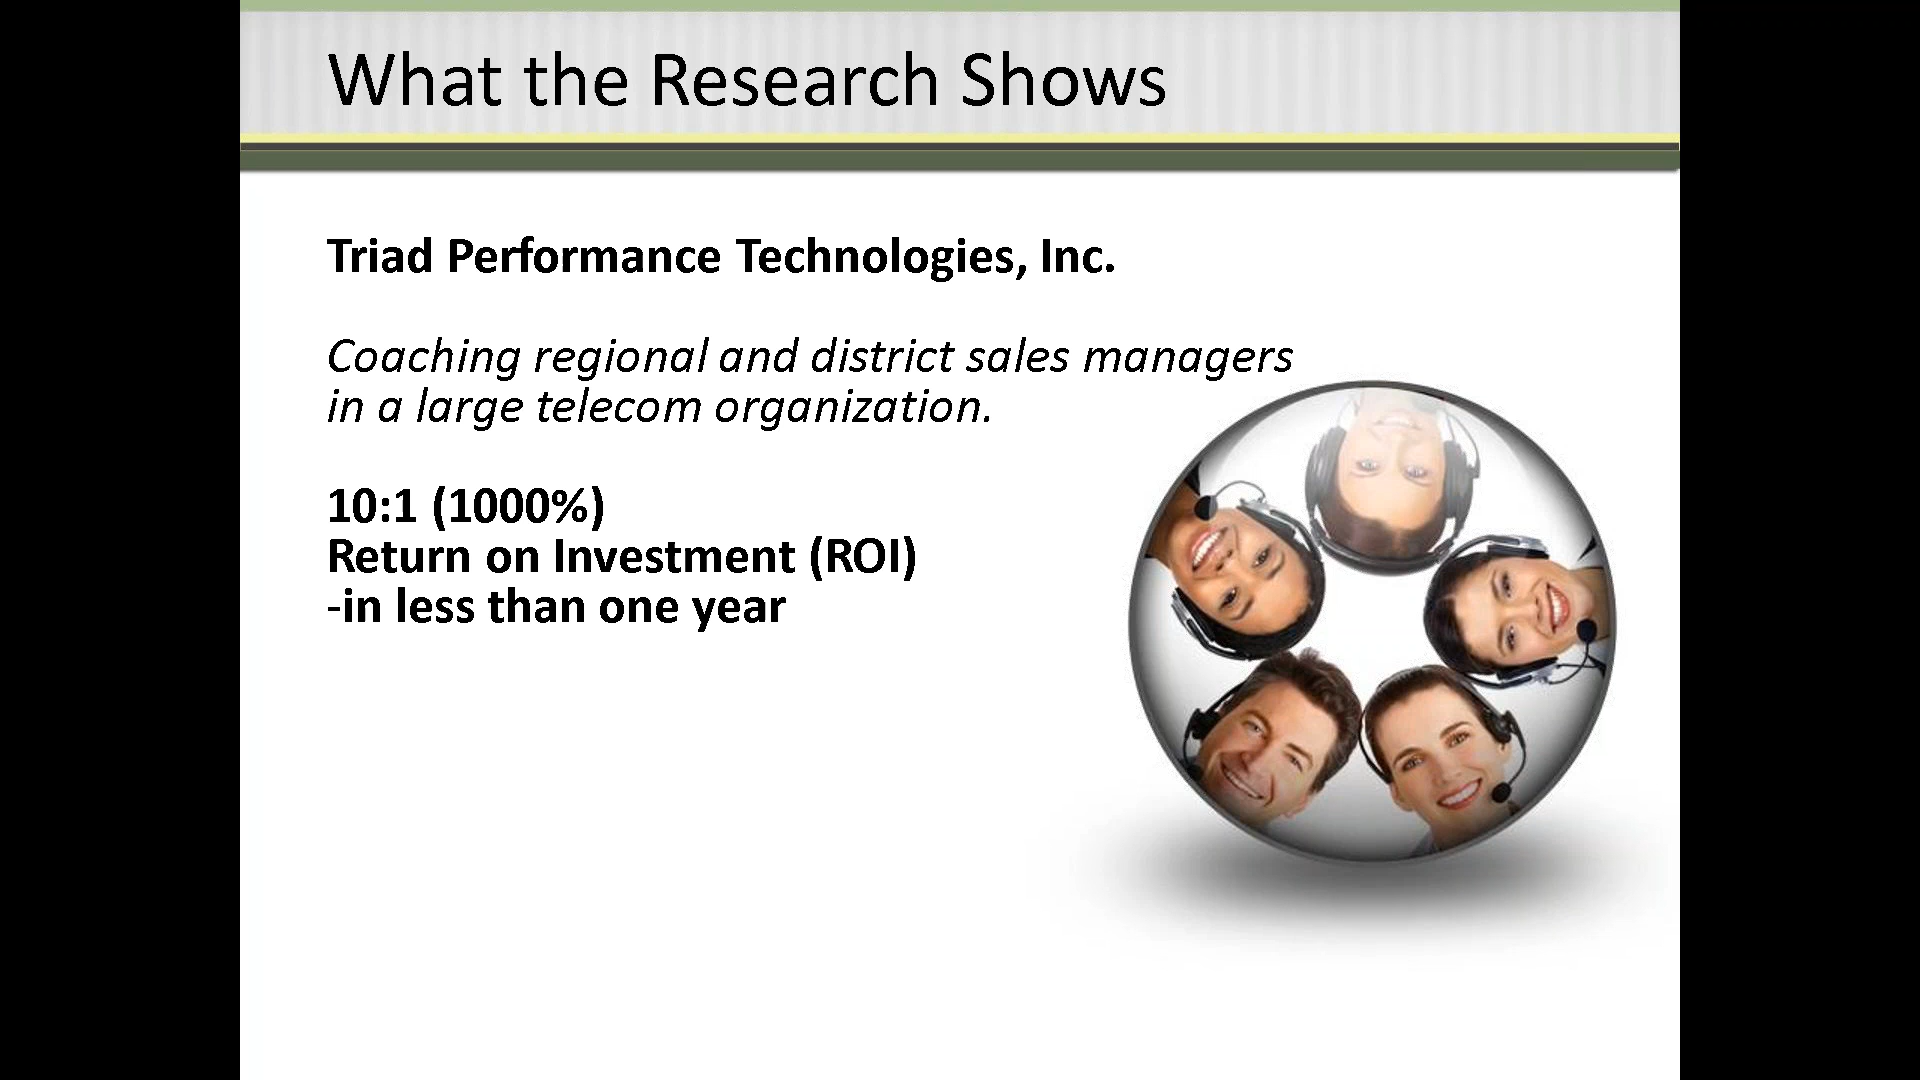 What the Research Shows
Triad Performance Technologies, Inc.
Coaching regional and district sales managers
in a large telecom organization.
10:1 (1000%)
Return on Investment (ROI)
-in less than one year